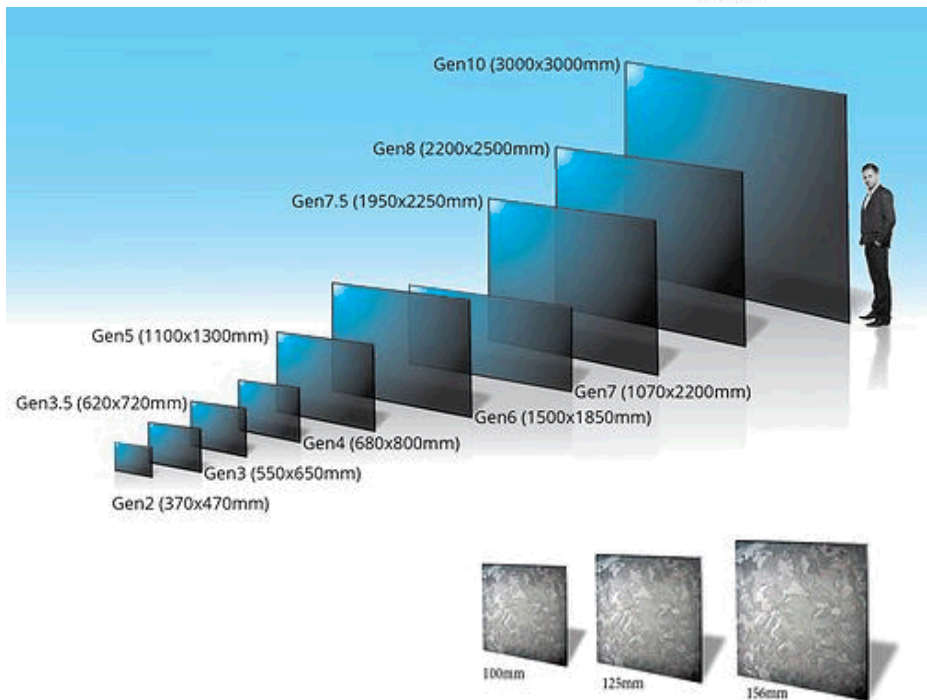 Gen10 (3000x3000mm)
Gen8 (2200x2500mm)
Gen7.5 (1950x2250mm)
Gen5 (1100x1300mm)
Gen7 (1070x2200mm)
Gen3.5 (620x720mm)
Gen6 (1500x1850mm)
Gen4 (680x800mm)
Gen3 (550x650mm)
Gen2 (370x470mm)
100mm
125mm
156mm